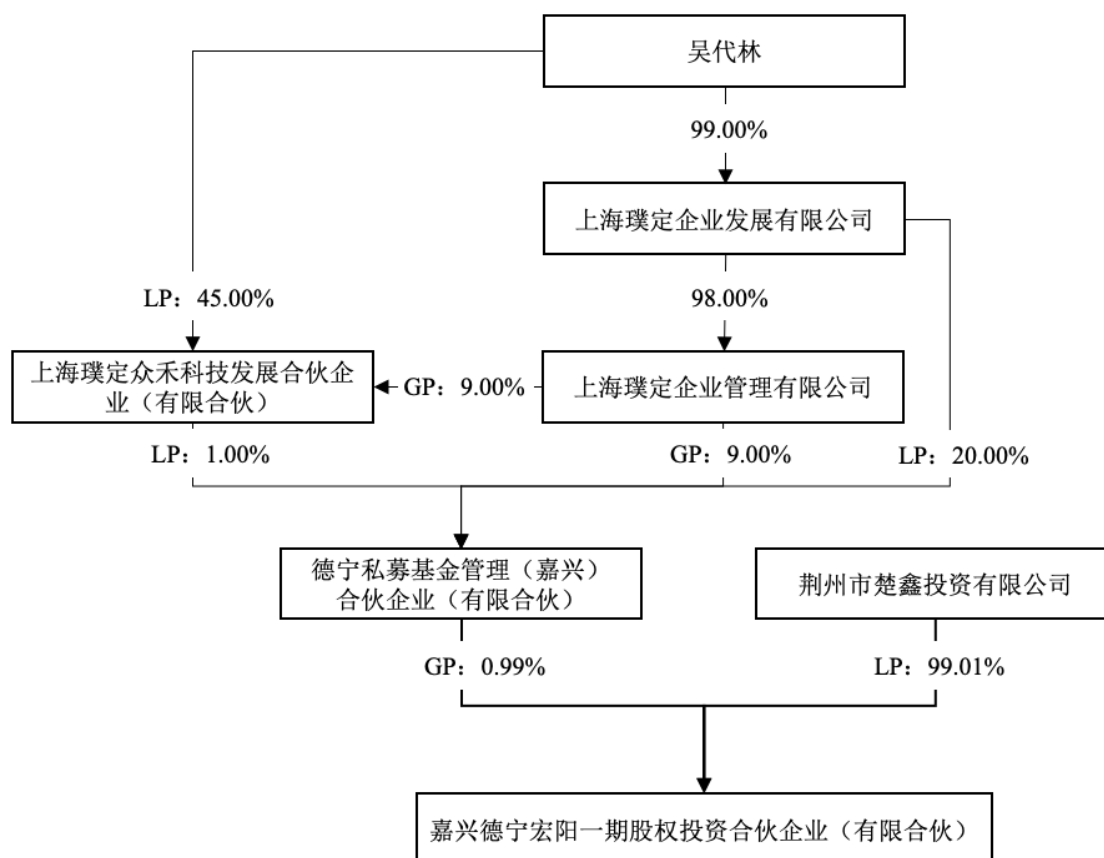 吴代林
99.00%
上海璞定企业发展有限公司
LP：45.00%
98.00%
上海璞定众禾科技发展合伙企
业（有限合伙）
GP：9.00%
上海璞定企业管理有限公司
LP：1.00%
GP：9.00%
LP：20.00%
德宁私募基金管理（嘉兴）
合伙企业（有限合伙）
荆州市楚鑫投资有限公司
GP：0.99%
LP：99.01%
嘉兴德宁宏阳一期股权投资合伙企业（有限合伙）